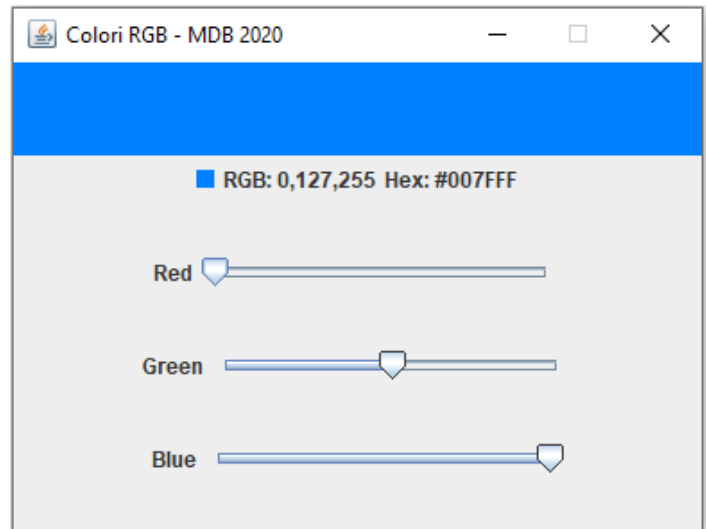 Colori RGB - MDB 2020
RGB: 0,127,255 Hex: #007FFF
Red
Green
Blue